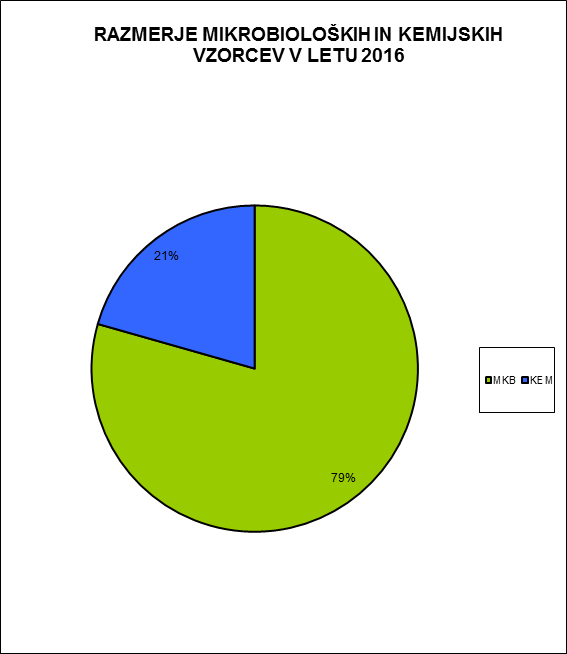 RAZMERJE MIKROBIOLOŠKIH IN KEMIJSKIH
VZORCEV V LETU 2016
21%
MKB KEM
79%